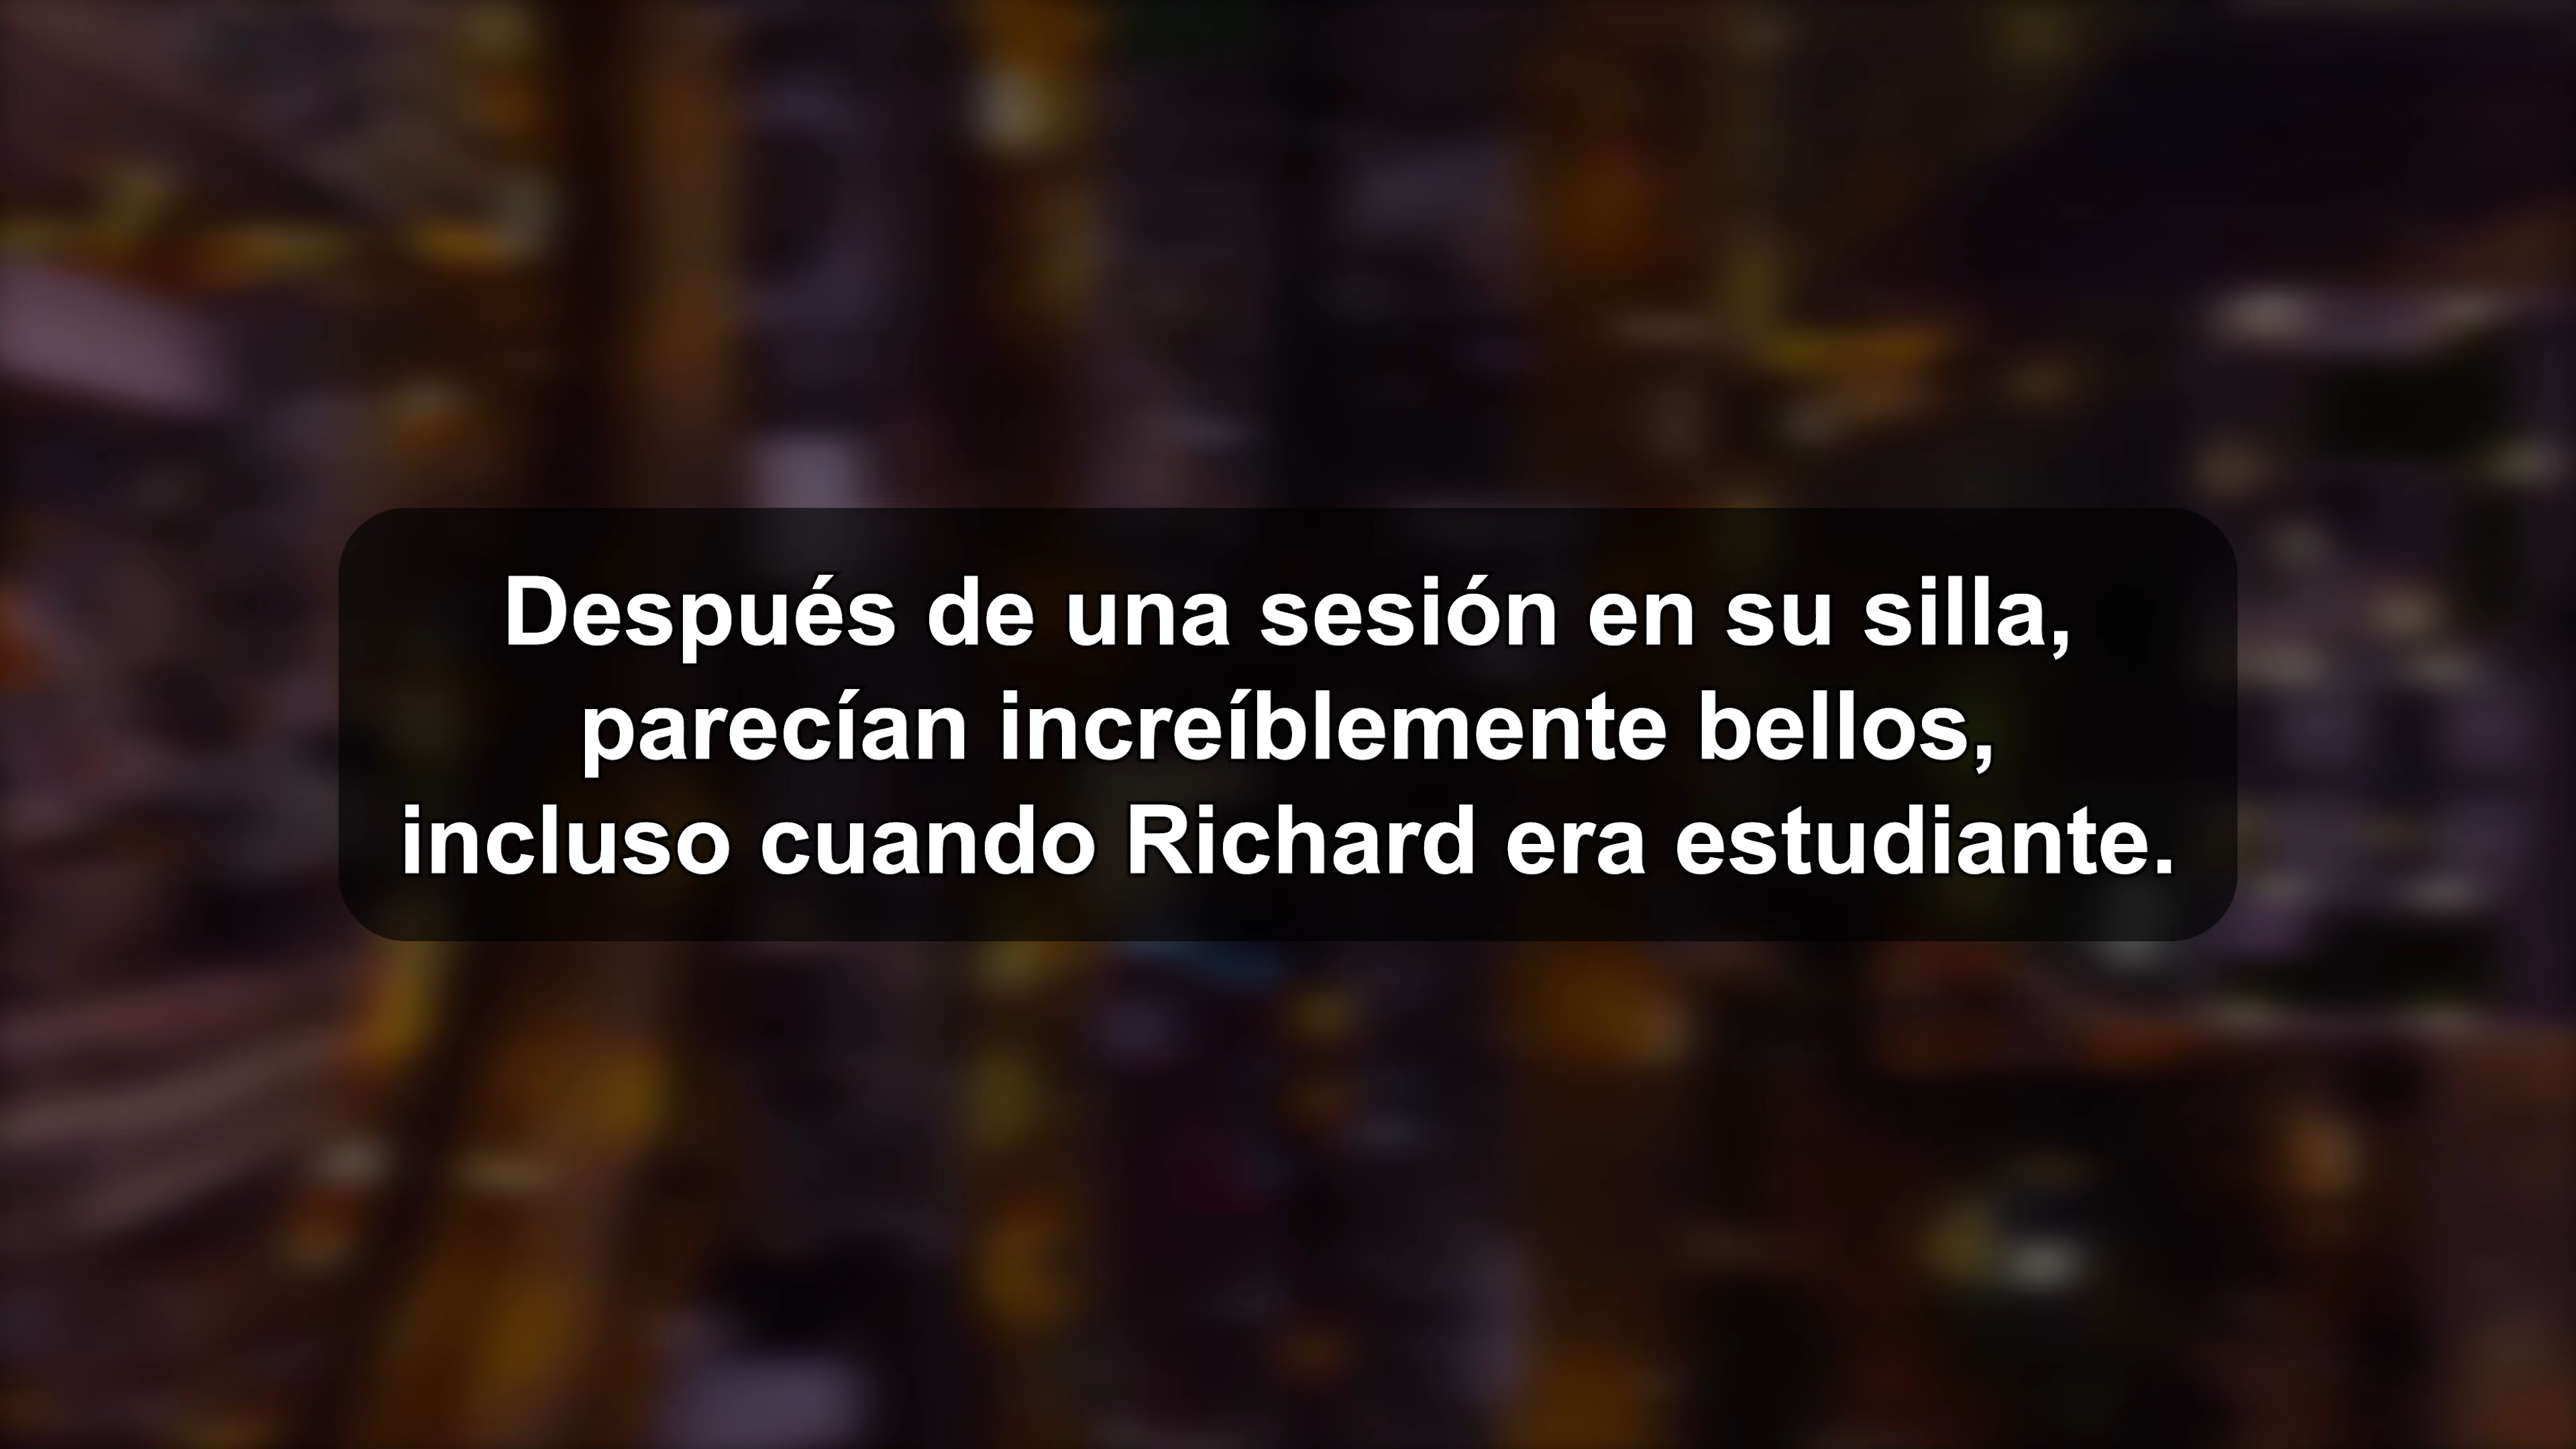 Después de una sesión en su silla,
parecían increíblemente bellos,
incluso cuando Richard era estudiante.